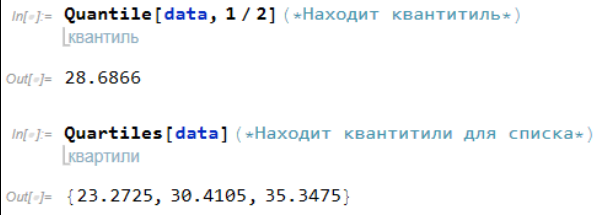 In[◦]:= Quantile[data, 1 / 2] (*Находит квантитиль*)
квантиль
Out[◦]= 28.6866
In[◦]:= Quartiles[data] (*Находит квантитили для списка*)
квартили
Out[◦]= {23.2725, 30.4105, 35.3475}